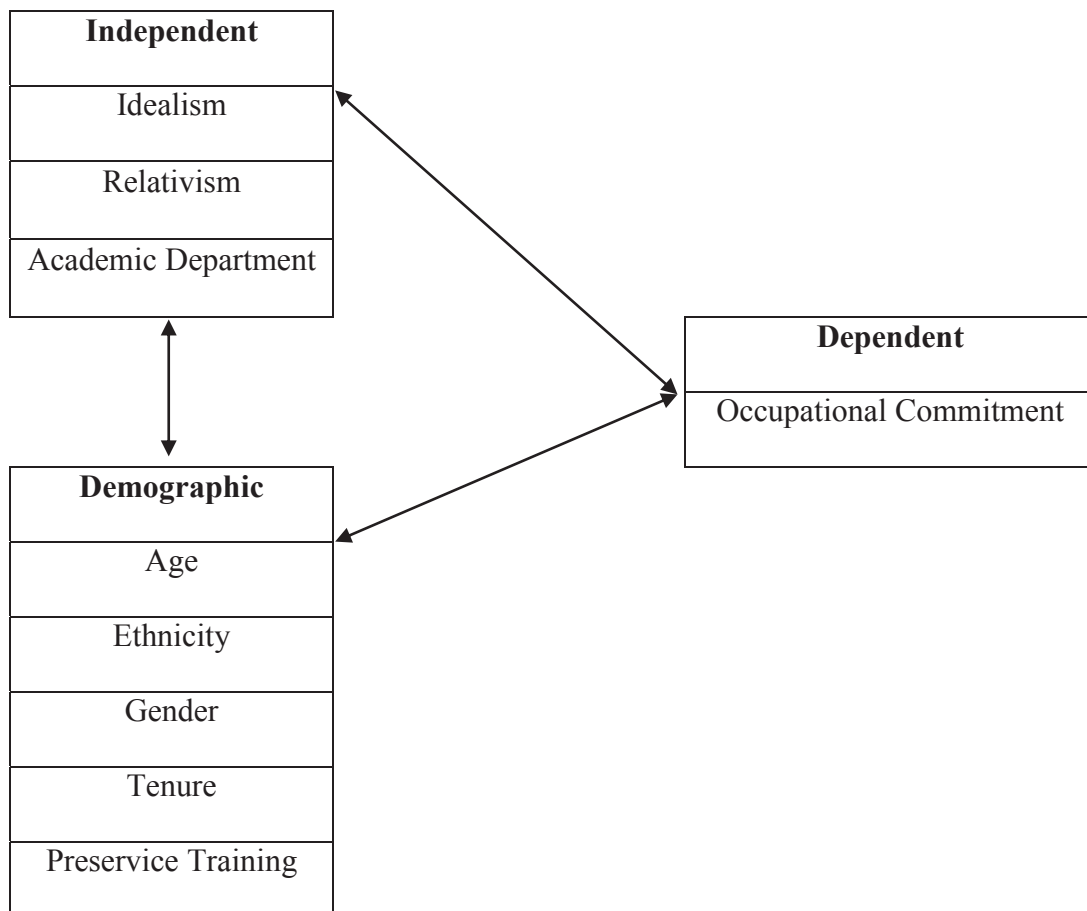 Independent
Idealism
Relativism
Academic Department
Dependent
Occupational Commitment
Demographic
Age
Ethnicity
Gender
Tenure
Preservice Training